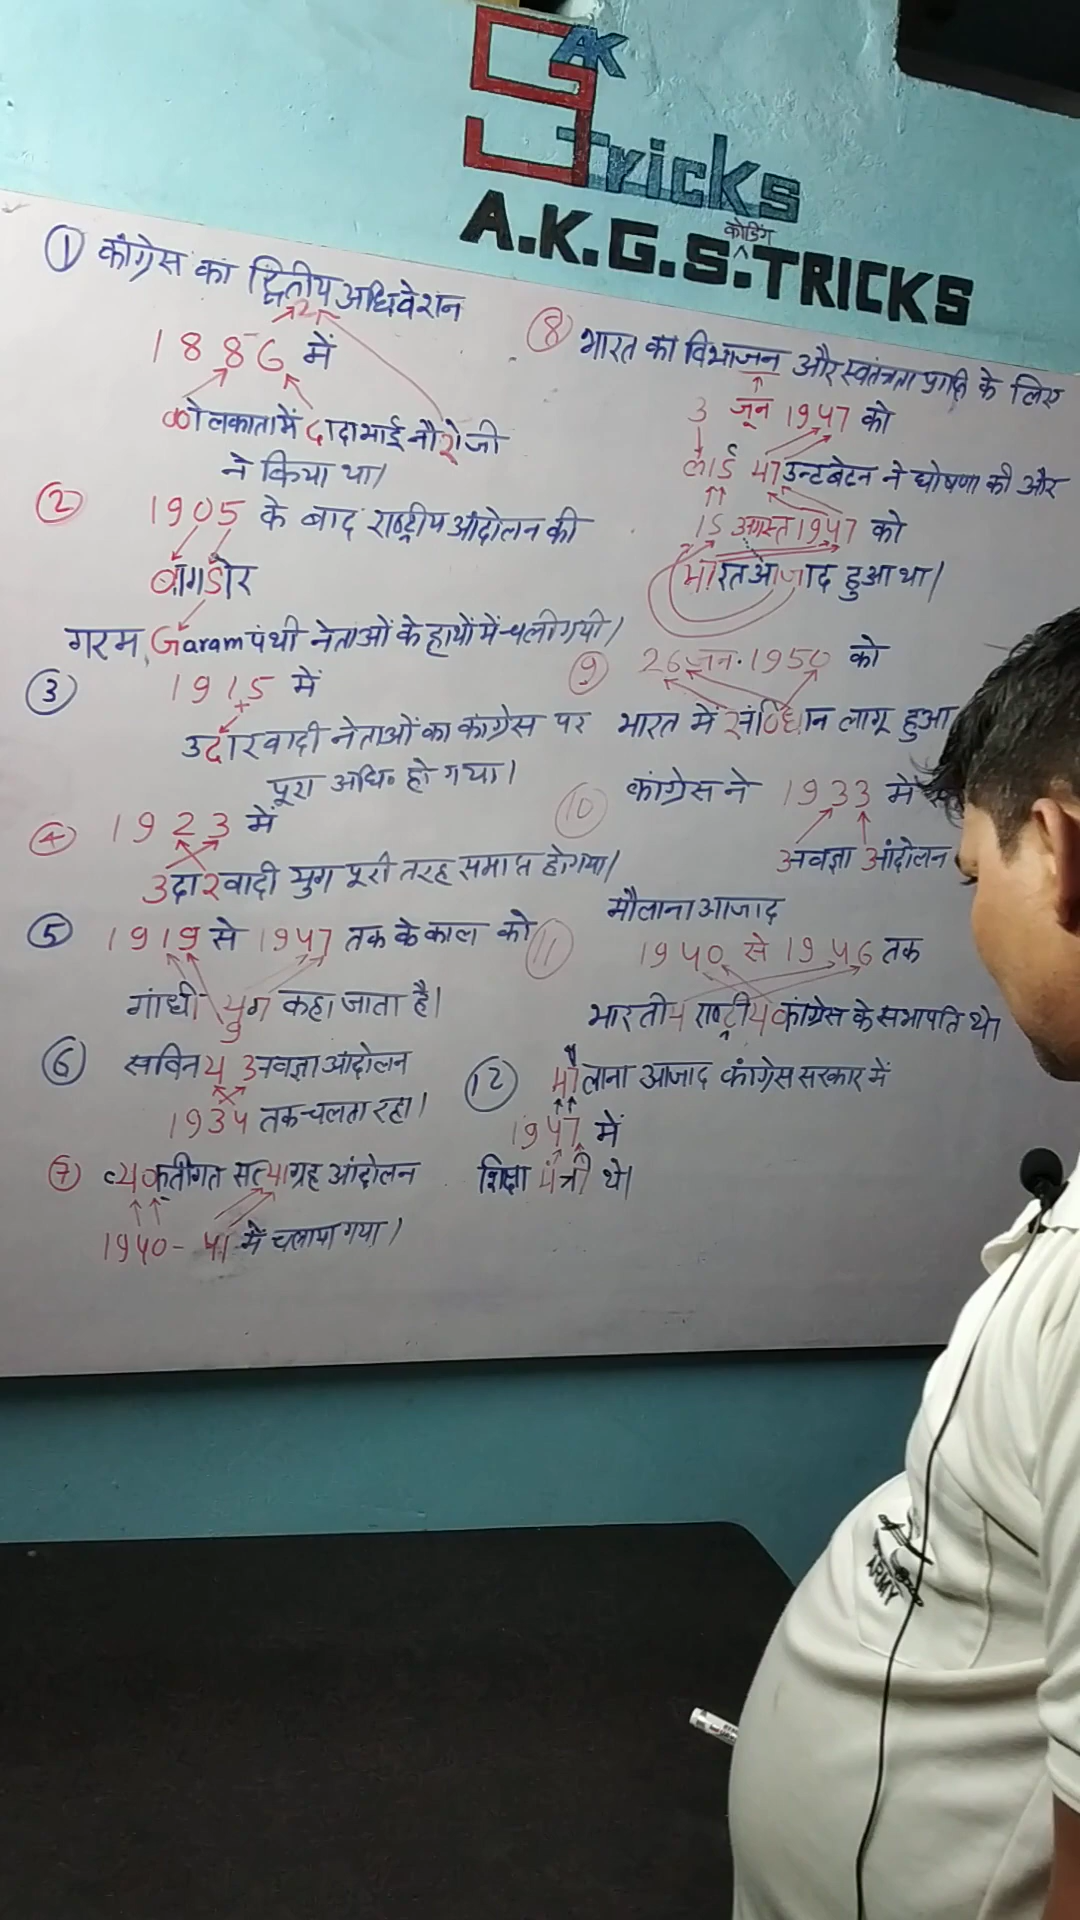 AK
Tricks
A.K.G.S. कोडिंग TRICKS
① कांग्रेस का द्वितीय अधिवेशन
2
1886 में
कोलकाता में दादाभाई नौरोजी
ने किया था।
② 1905 के बाद राष्ट्रीय आंदोलन की
बागडोर
गरम Garam पंथी नेताओं के हाथों में चली गयी।
③ 1915 में
उदारवादी नेताओं का कांग्रेस पर
पूरा अधि॰ हो गया।
④ 1923 में
उदारवादी युग पूरी तरह समाप्त हो गया।
⑤ 1919 से 1947 तक के काल को
गांधी युग कहा जाता है।
⑥ सविनय अवज्ञा आंदोलन
1934 तक चलता रहा।
⑦ व्यक्तीगत सत्याग्रह आंदोलन
1940 - 41 में चलाया गया।
⑧ भारत का विभाजन और स्वतंत्रता प्राप्ति के लिए
3 जून 1947 को
लार्ड माउन्टबेटन ने घोषणा की और
15 अगस्त 1947 को
भारत आजाद हुआ था।
⑨ 26 जन. 1950 को
भारत में संविधान लागू हुआ
⑩ कांग्रेस ने 1933 में
अवज्ञा आंदोलन
मौलाना आजाद
⑪ 1940 से 1946 तक
भारतीय राष्ट्रीय कांग्रेस के सभापति थे।
⑫ मौलाना आजाद कांग्रेस सरकार में
1947 में
शिक्षा मंत्री थे।
ARMY